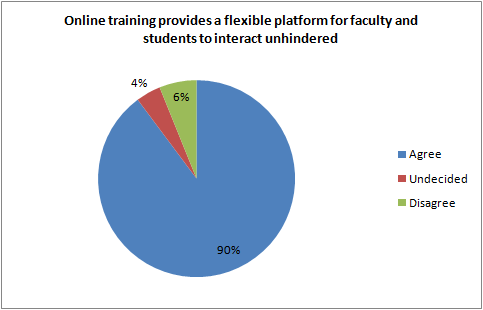 Online training provides a flexible platform for faculty and
students to interact unhindered
4%
6%
90%
Agree
Undecided
Disagree